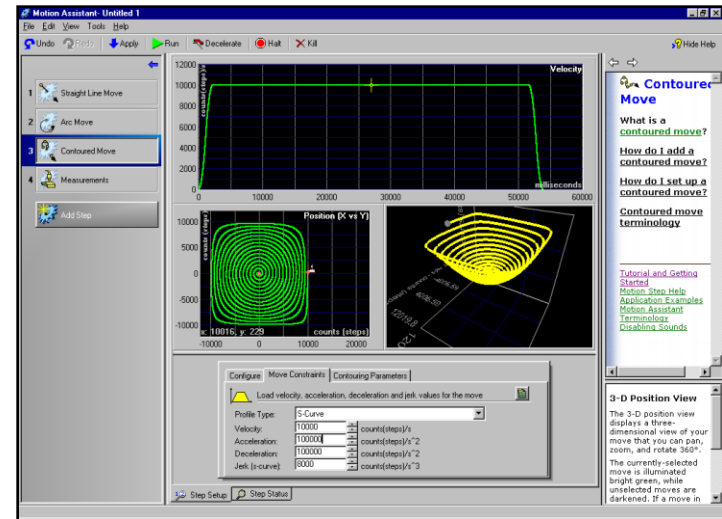 Motion Assistant- Untitled 1
File Edit View Tools Help
Undo Redo Apply Run Decelerate Halt Kill Hide Help
1 Straight Line Move
2 Arc Move
3 Contoured Move
4 Measurements
Add Step
Velocity
counts(steps)/s
12000
10000
8000
6000
4000
2000
0
0 10000 20000 30000 40000 50000 60000
milliseconds
Position (X vs Y)
counts (steps)
10000
5000
0
-5000
-10000
x: 10016, y: 229 counts (steps)
-10000 0 10000 20000
Configure Move Constraints Contouring Parameters
Load velocity, acceleration, deceleration and jerk values for the move
Profile Type: S-Curve
Velocity: 10000 counts(steps)/s
Acceleration: 100000 counts(steps)/s^2
Deceleration: 100000 counts(steps)/s^2
Jerk (s-curve): 8000 counts(steps)/s^3
Step Setup Step Status
Contoured
Move
What is a
contoured move?
How do I add a
contoured move?
How do I set up a
contoured move?
Contoured move
terminology
Tutorial and Getting
Started
Motion Step Help
Application Examples
Motion Assistant
Terminology
Disabling Sounds
3-D Position View
The 3-D position view
displays a three-
dimensional view of your
move that you can pan,
zoom, and rotate 360°.
The currently-selected
move is illuminated
bright green, while
unselected moves are
darkened. If a move in